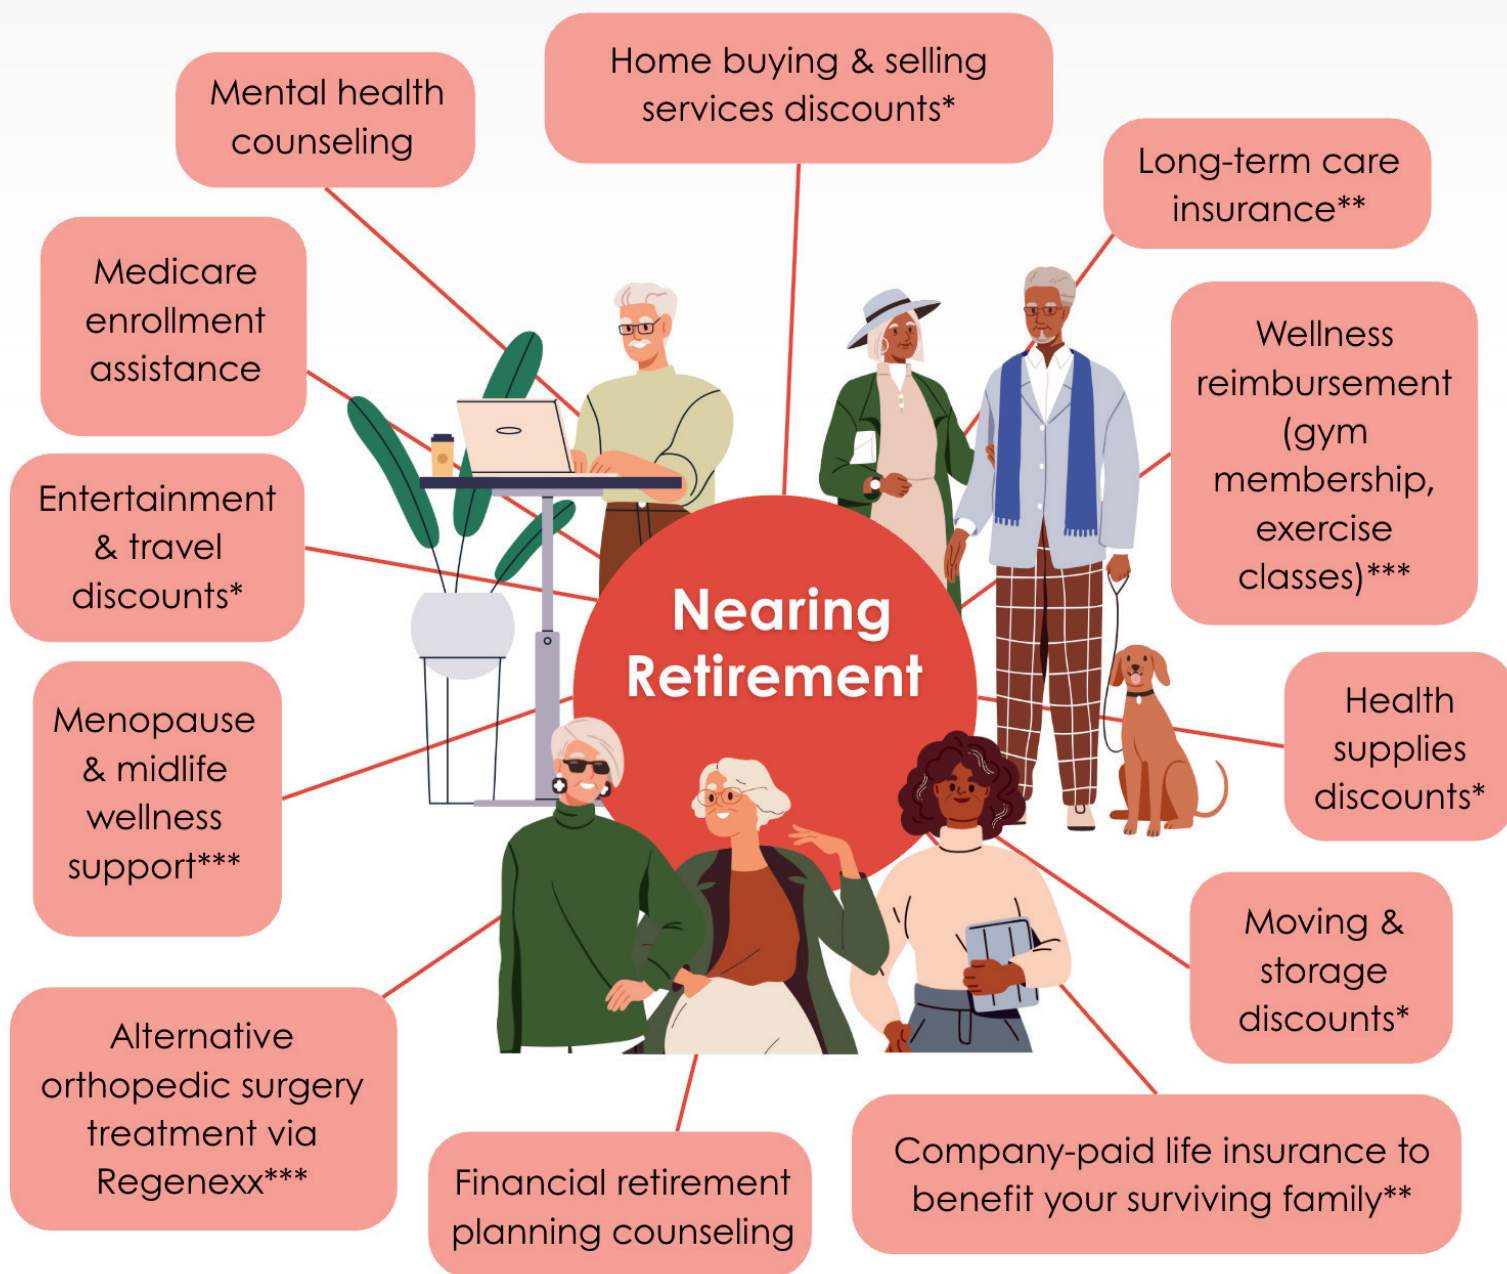 Home buying & selling
services discounts*
Mental health
counseling
Long-term care
insurance**
Medicare
enrollment
assistance
Wellness
reimbursement
(gym
membership,
exercise
classes)***
Entertainment
& travel
discounts*
Nearing
Retirement
Menopause
& midlife
wellness
support***
Health
supplies
discounts*
Moving &
storage
discounts*
Alternative
orthopedic surgery
treatment via
Regenexx***
Financial retirement
planning counseling
Company-paid life insurance to
benefit your surviving family**